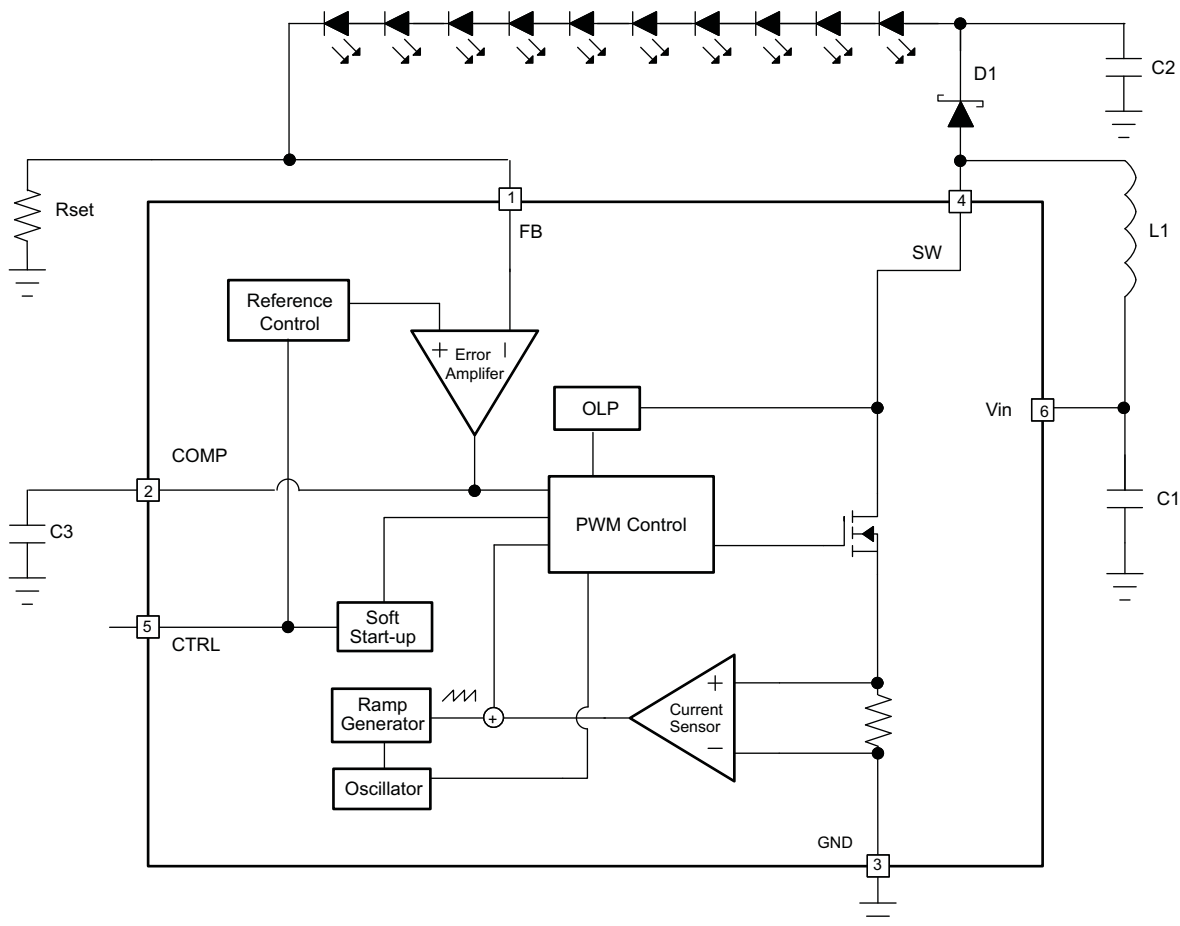 D1
C2
Rset
1
FB
4
SW
L1
Reference
Control
+
Error
Amplifer
OLP
Vin
6
COMP
2
PWM Control
C1
C3
5
CTRL
Soft
Start-up
Ramp
Generator
+
+
Current
Sensor
−
Oscillator
GND
3